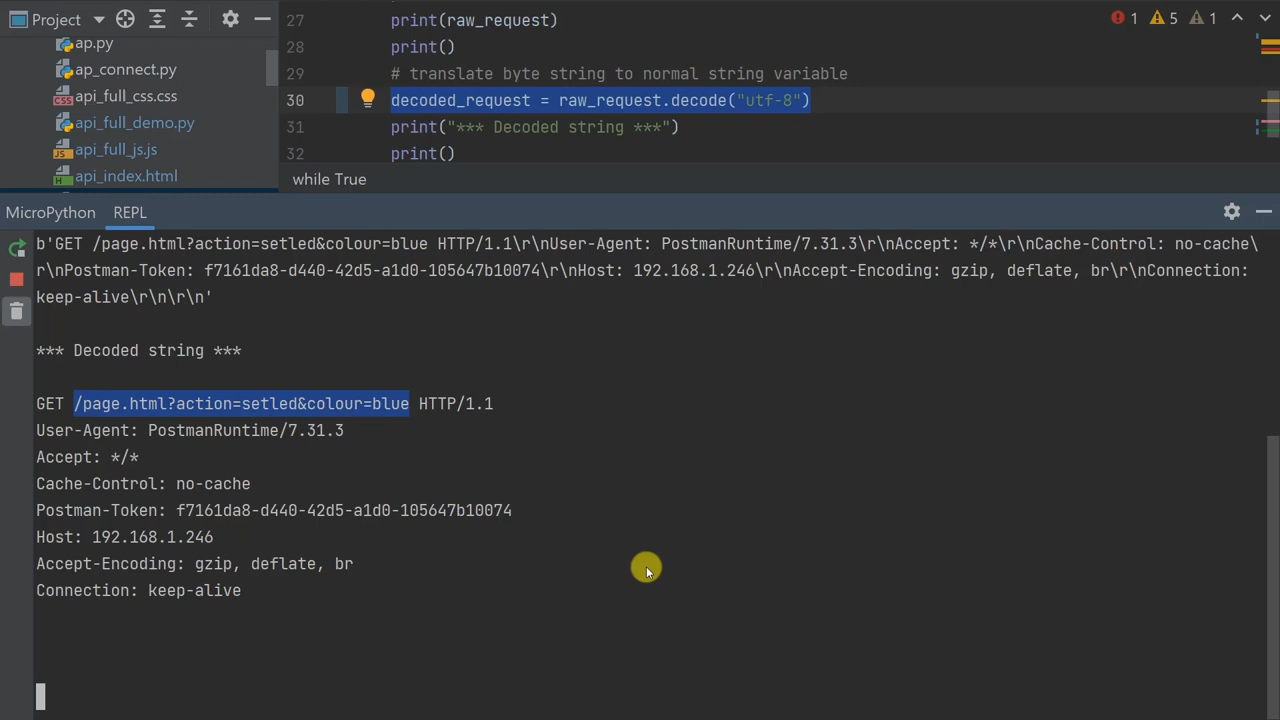 Project
ap.py
ap_connect.py
api_full_css.css
api_full_demo.py
api_full_js.js
api_index.html
27 print(raw_request)
28 print()
29 # translate byte string to normal string variable
30 decoded_request = raw_request.decode("utf-8")
31 print("*** Decoded string ***")
32 print()
1 5 1
while True
MicroPython REPL
b'GET /page.html?action=setled&colour=blue HTTP/1.1\r\nUser-Agent: PostmanRuntime/7.31.3\r\nAccept: */*\r\nCache-Control: no-cache\
r\nPostman-Token: f7161da8-d440-42d5-a1d0-105647b10074\r\nHost: 192.168.1.246\r\nAccept-Encoding: gzip, deflate, br\r\nConnection:
keep-alive\r\n\r\n'
*** Decoded string ***
GET /page.html?action=setled&colour=blue HTTP/1.1
User-Agent: PostmanRuntime/7.31.3
Accept: */*
Cache-Control: no-cache
Postman-Token: f7161da8-d440-42d5-a1d0-105647b10074
Host: 192.168.1.246
Accept-Encoding: gzip, deflate, br
Connection: keep-alive